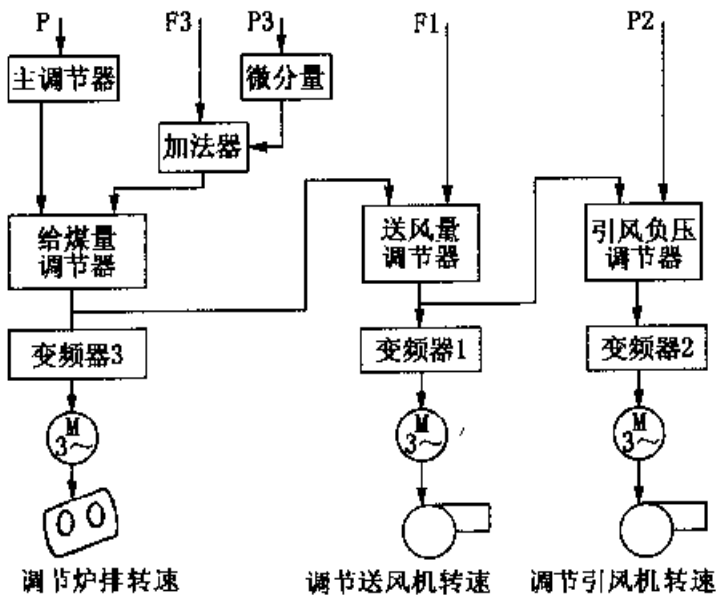 P
F3
P3
F1
P2
主调节器
微分量
加法器
给煤量
调节器
送风量
调节器
引风负压
调节器
变频器3
变频器1
变频器2
M
3～
M
3～
M
3～
调节炉排转速
调节送风机转速
调节引风机转速